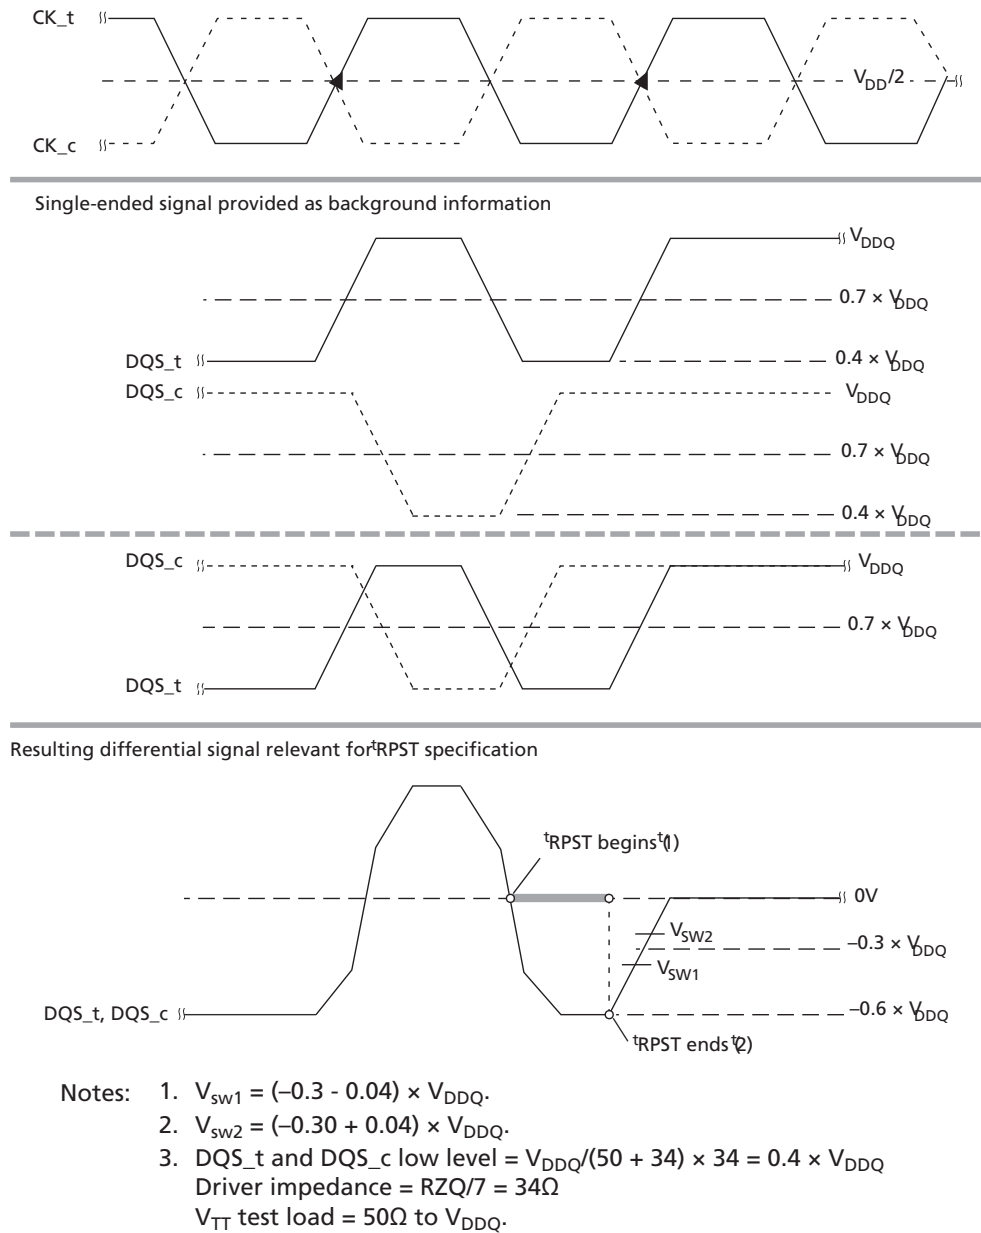 CK_t
V_DD/2
CK_c
Single-ended signal provided as background information
V_DDQ
0.7 × V_DDQ
DQS_t
0.4 × V_DDQ
DQS_c
V_DDQ
0.7 × V_DDQ
0.4 × V_DDQ
DQS_c
V_DDQ
0.7 × V_DDQ
DQS_t
Resulting differential signal relevant for tRPST specification
tRPST begins (t1)
0V
V_SW2
–0.3 × V_DDQ
V_SW1
DQS_t, DQS_c
–0.6 × V_DDQ
tRPST ends (t2)
Notes: 1. V_sw1 = (–0.3 - 0.04) × V_DDQ.
2. V_sw2 = (–0.30 + 0.04) × V_DDQ.
3. DQS_t and DQS_c low level = V_DDQ/(50 + 34) × 34 = 0.4 × V_DDQ
Driver impedance = RZQ/7 = 34Ω
V_TT test load = 50Ω to V_DDQ.